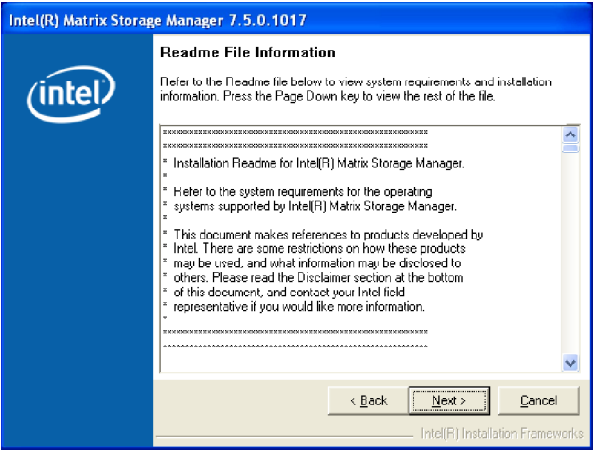 Intel(R) Matrix Storage Manager 7.5.0.1017
intel
Readme File Information
Refer to the Readme file below to view system requirements and installation
information. Press the Page Down key to view the rest of the file.
* Installation Readme for Intel(R) Matrix Storage Manager.
*
* Refer to the system requirements for the operating
* systems supported by Intel(R) Matrix Storage Manager.
*
* This document makes references to products developed by
* Intel. There are some restrictions on how these products
* may be used, and what information may be disclosed to
* others. Please read the Disclaimer section at the bottom
* of this document, and contact your Intel field
* representative if you would like more information.
*
< Back
Next >
Cancel
Intel(R) Installation Frameworks